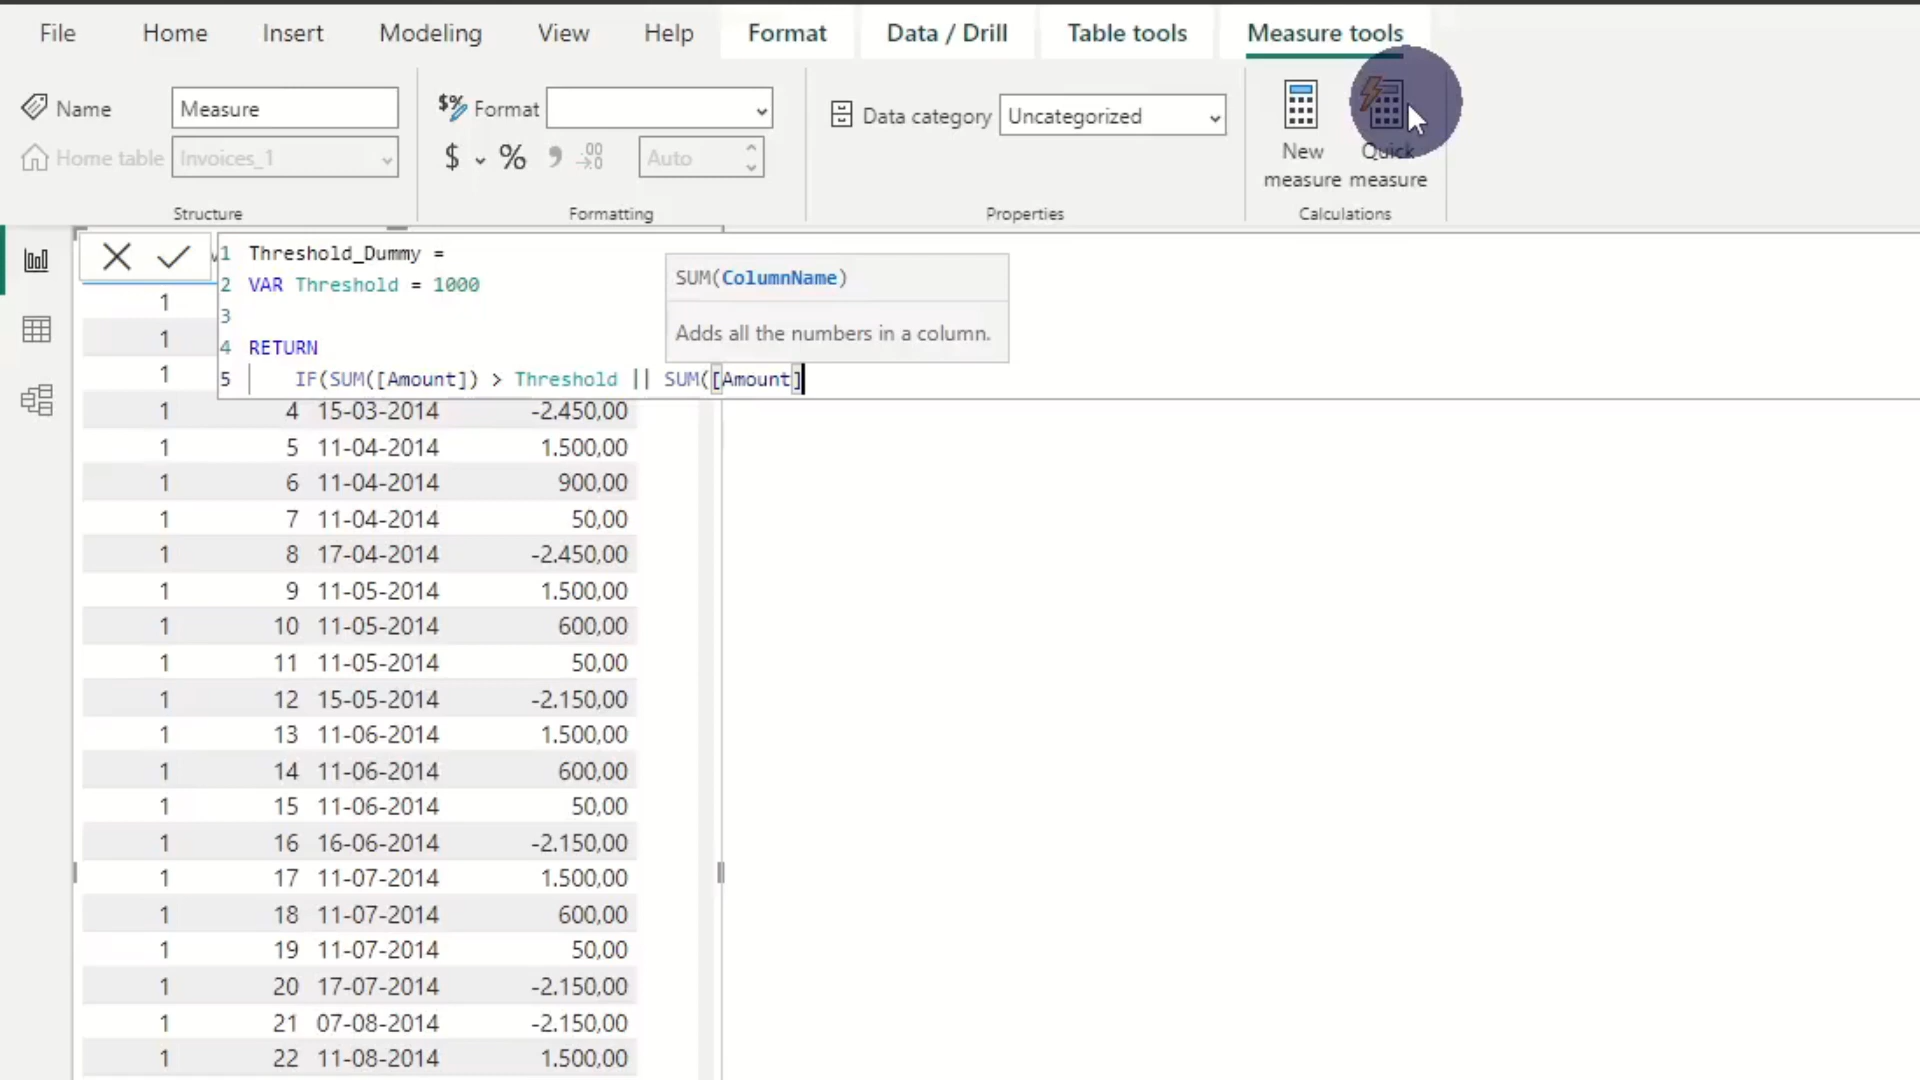 File Home Insert Modeling View Help Format Data / Drill Table tools Measure tools
Name Measure
Home table Invoices_1
Structure
Format
$ % , .00 →0 Auto
Formatting
Data category Uncategorized
Properties
New measure
Quick measure
Calculations
1 Threshold_Dummy =
2 VAR Threshold = 1000
3
4 RETURN
5 IF(SUM([Amount]) > Threshold || SUM([Amount]
SUM(ColumnName)
Adds all the numbers in a column.
1
1
1
1 4 15-03-2014 -2.450,00
1 5 11-04-2014 1.500,00
1 6 11-04-2014 900,00
1 7 11-04-2014 50,00
1 8 17-04-2014 -2.450,00
1 9 11-05-2014 1.500,00
1 10 11-05-2014 600,00
1 11 11-05-2014 50,00
1 12 15-05-2014 -2.150,00
1 13 11-06-2014 1.500,00
1 14 11-06-2014 600,00
1 15 11-06-2014 50,00
1 16 16-06-2014 -2.150,00
1 17 11-07-2014 1.500,00
1 18 11-07-2014 600,00
1 19 11-07-2014 50,00
1 20 17-07-2014 -2.150,00
1 21 07-08-2014 -2.150,00
1 22 11-08-2014 1.500,00